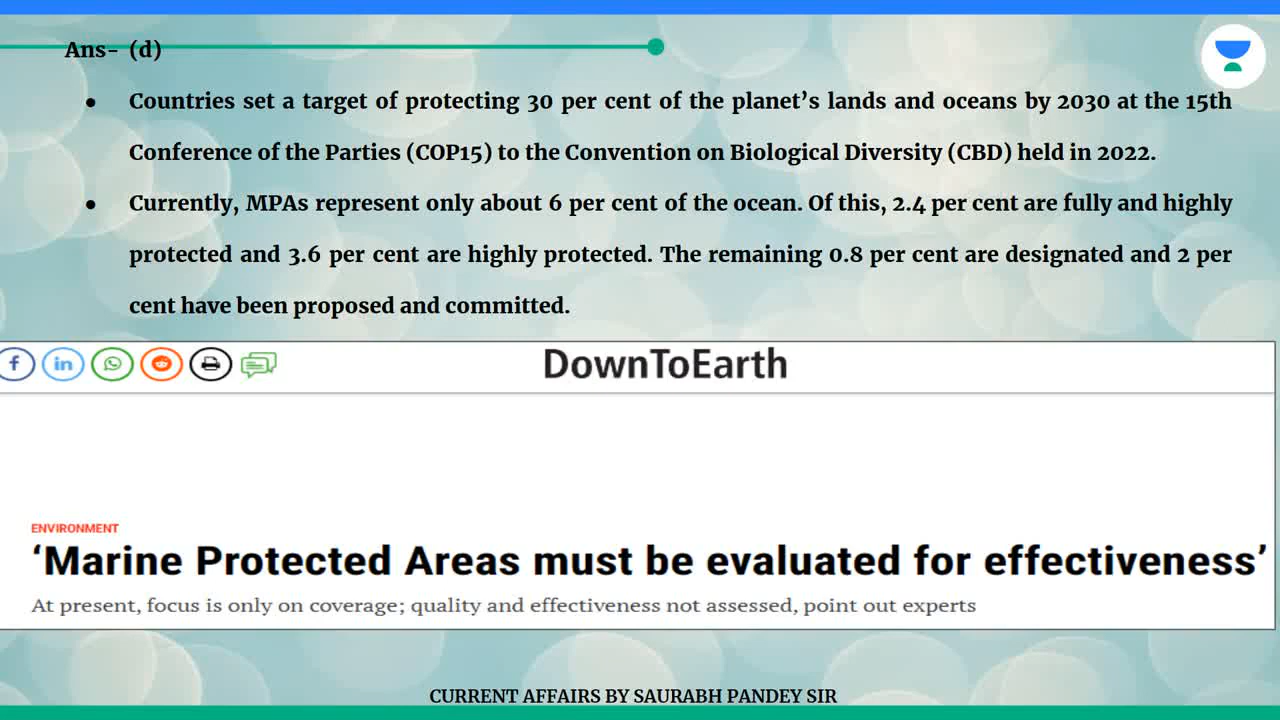 Ans- (d)
● Countries set a target of protecting 30 per cent of the planet’s lands and oceans by 2030 at the 15th
Conference of the Parties (COP15) to the Convention on Biological Diversity (CBD) held in 2022.
● Currently, MPAs represent only about 6 per cent of the ocean. Of this, 2.4 per cent are fully and highly
protected and 3.6 per cent are highly protected. The remaining 0.8 per cent are designated and 2 per
cent have been proposed and committed.
DownToEarth
ENVIRONMENT
‘Marine Protected Areas must be evaluated for effectiveness’
At present, focus is only on coverage; quality and effectiveness not assessed, point out experts
CURRENT AFFAIRS BY SAURABH PANDEY SIR